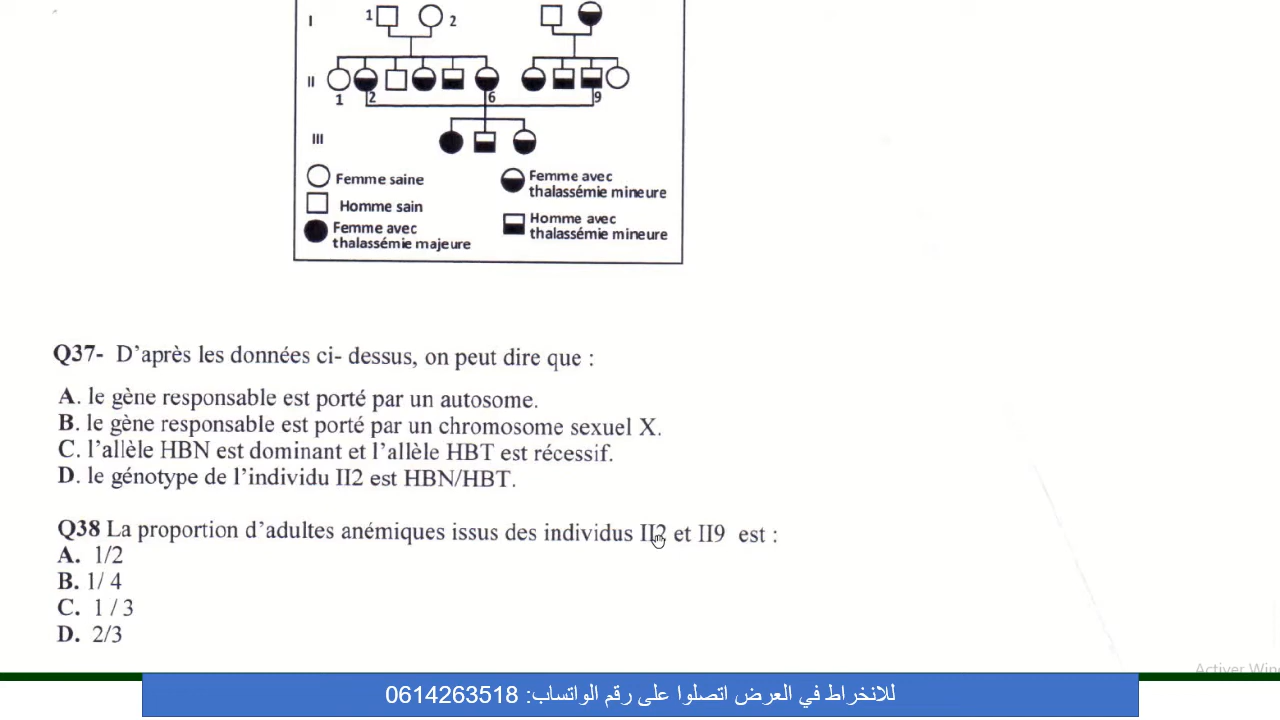 I
1
2
II
1
2
6
9
III
Femme saine
Femme avec
thalassémie mineure
Homme sain
Femme avec
thalassémie majeure
Homme avec
thalassémie mineure
Q37- D'après les données ci- dessus, on peut dire que :
A. le gène responsable est porté par un autosome.
B. le gène responsable est porté par un chromosome sexuel X.
C. l'allèle HBN est dominant et l'allèle HBT est récessif.
D. le génotype de l'individu II2 est HBN/HBT.
Q38 La proportion d'adultes anémiques issus des individus II2 et II9 est :
A. 1/2
B. 1/ 4
C. 1 / 3
D. 2/3
Activer Wind
للانخراط في العرض اتصلوا على رقم الواتساب: 0614263518